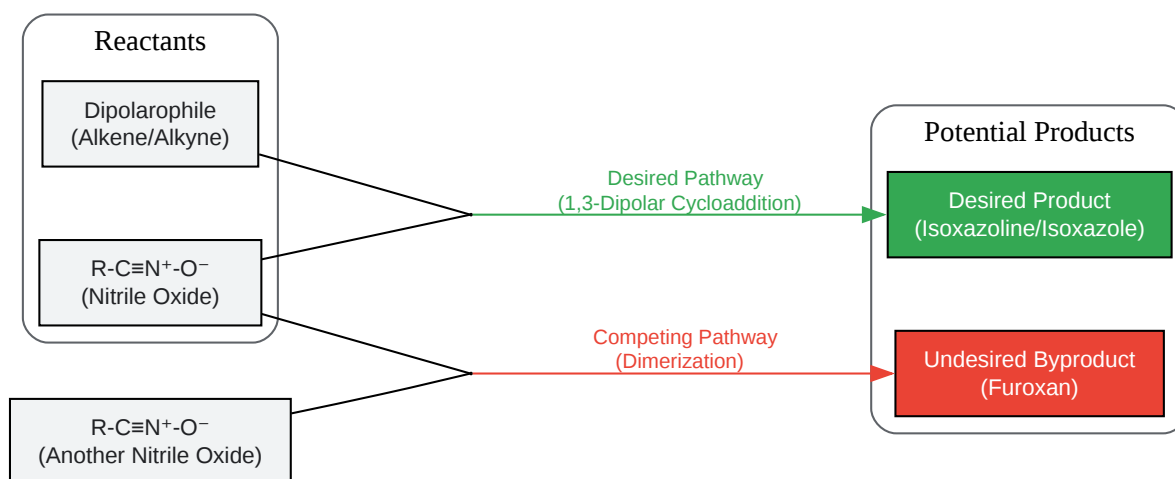 Reactants
Dipolarophile
(Alkene/Alkyne)
R-C≡N⁺-O⁻
(Nitrile Oxide)
R-C≡N⁺-O⁻
(Another Nitrile Oxide)
Desired Pathway
(1,3-Dipolar Cycloaddition)
Competing Pathway
(Dimerization)
Potential Products
Desired Product
(Isoxazoline/Isoxazole)
Undesired Byproduct
(Furoxan)